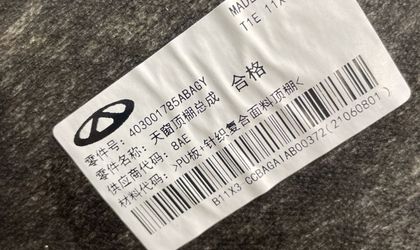 MADE
T1E 11X
零件号: 403001785ABAGY
零件名称: 天窗顶棚总成 合格
供应商代码: 8AE
材料代码: >PU板+针织复合面料顶棚<
B11X3 CCBAGA1AB00372(21060801)